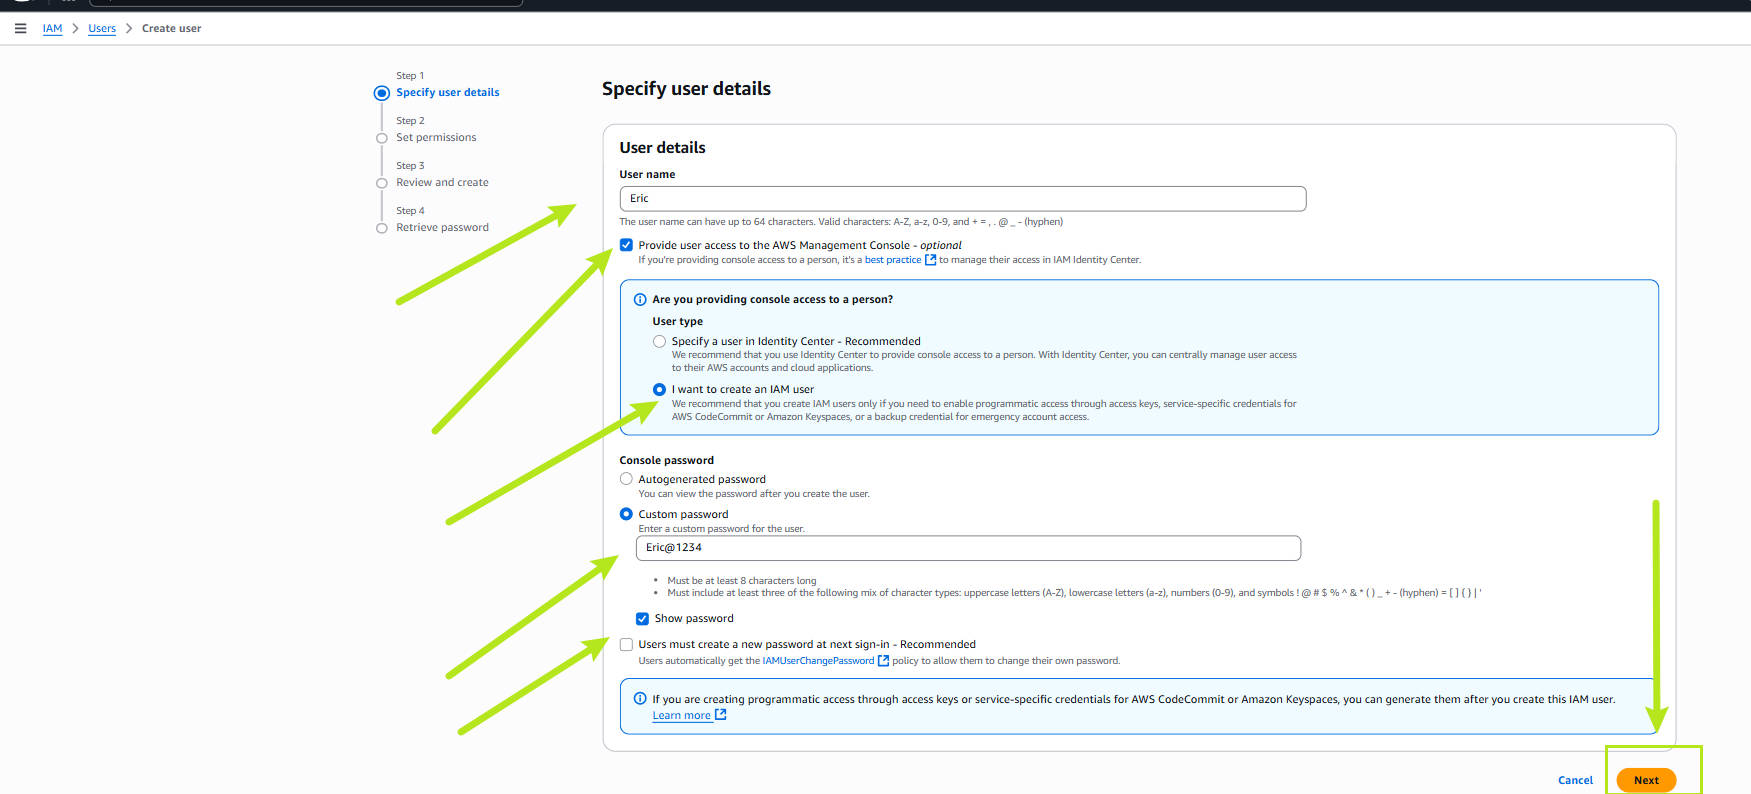 IAM > Users > Create user
Step 1
Specify user details
Step 2
Set permissions
Step 3
Review and create
Step 4
Retrieve password
Specify user details
User details
User name
Eric
The user name can have up to 64 characters. Valid characters: A-Z, a-z, 0-9, and + = , . @ _ - (hyphen)
Provide user access to the AWS Management Console - optional
If you're providing console access to a person, it's a best practice to manage their access in IAM Identity Center.
Are you providing console access to a person?
User type
Specify a user in Identity Center - Recommended
We recommend that you use Identity Center to provide console access to a person. With Identity Center, you can centrally manage user access
to their AWS accounts and cloud applications.
I want to create an IAM user
We recommend that you create IAM users only if you need to enable programmatic access through access keys, service-specific credentials for
AWS CodeCommit or Amazon Keyspaces, or a backup credential for emergency account access.
Console password
Autogenerated password
You can view the password after you create the user.
Custom password
Enter a custom password for the user.
Eric@1234
• Must be at least 8 characters long
• Must include at least three of the following mix of character types: uppercase letters (A-Z), lowercase letters (a-z), numbers (0-9), and symbols ! @ # $ % ^ & * ( ) _ + - (hyphen) = [ ] { } | '
Show password
Users must create a new password at next sign-in - Recommended
Users automatically get the IAMUserChangePassword policy to allow them to change their own password.
If you are creating programmatic access through access keys or service-specific credentials for AWS CodeCommit or Amazon Keyspaces, you can generate them after you create this IAM user.
Learn more
Cancel
Next